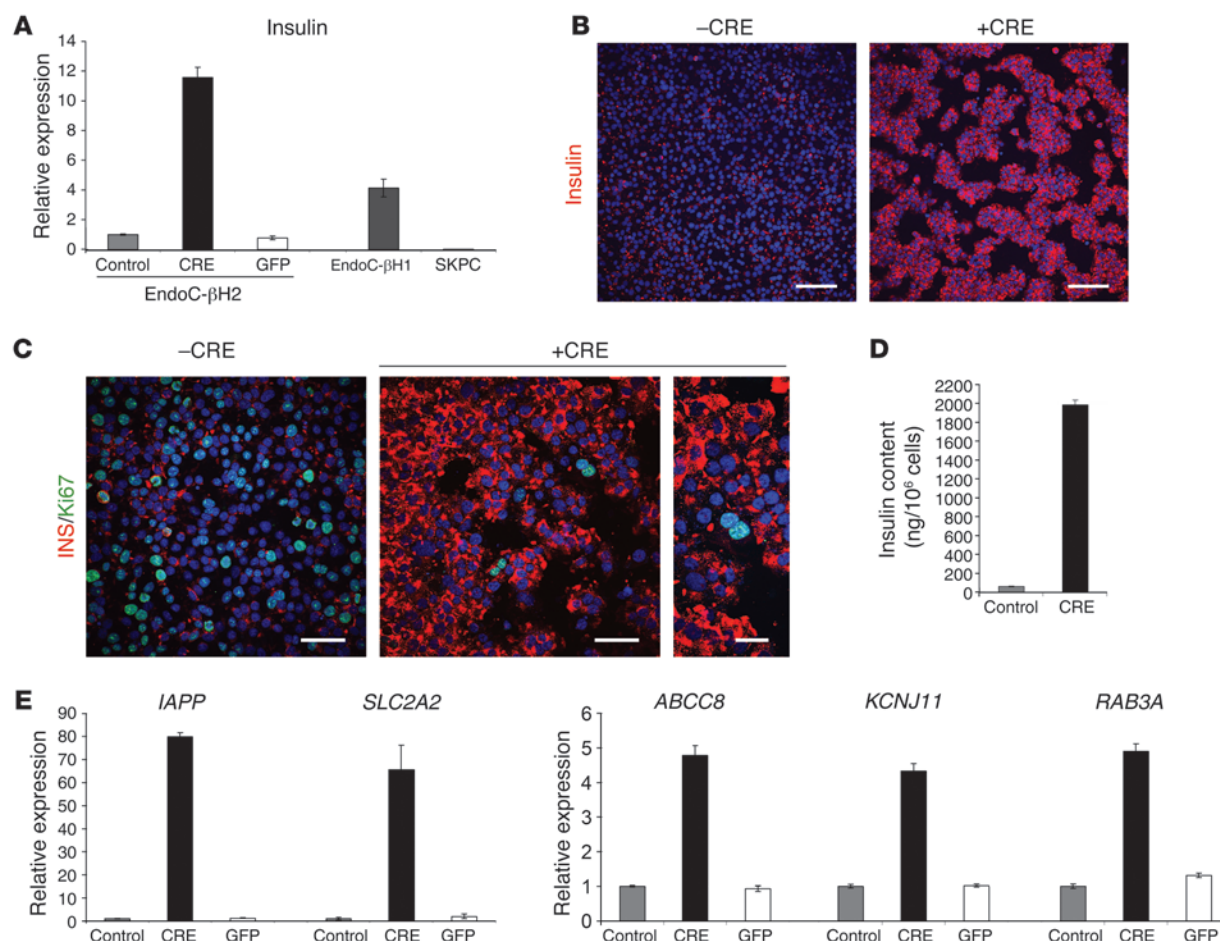 A
Insulin
Relative expression
14
12
10
8
6
4
2
0
Control CRE GFP EndoC-βH1 SKPC
EndoC-βH2
B
–CRE +CRE
Insulin
C
–CRE +CRE
INS/Ki67
D
Insulin content
(ng/10⁶ cells)
2200
2000
1800
1600
1400
1200
1000
800
600
400
200
0
Control CRE
E
IAPP SLC2A2
Relative expression
90
80
70
60
50
40
30
20
10
0
Control CRE GFP Control CRE GFP
ABCC8 KCNJ11 RAB3A
Relative expression
6
5
4
3
2
1
0
Control CRE GFP Control CRE GFP Control CRE GFP